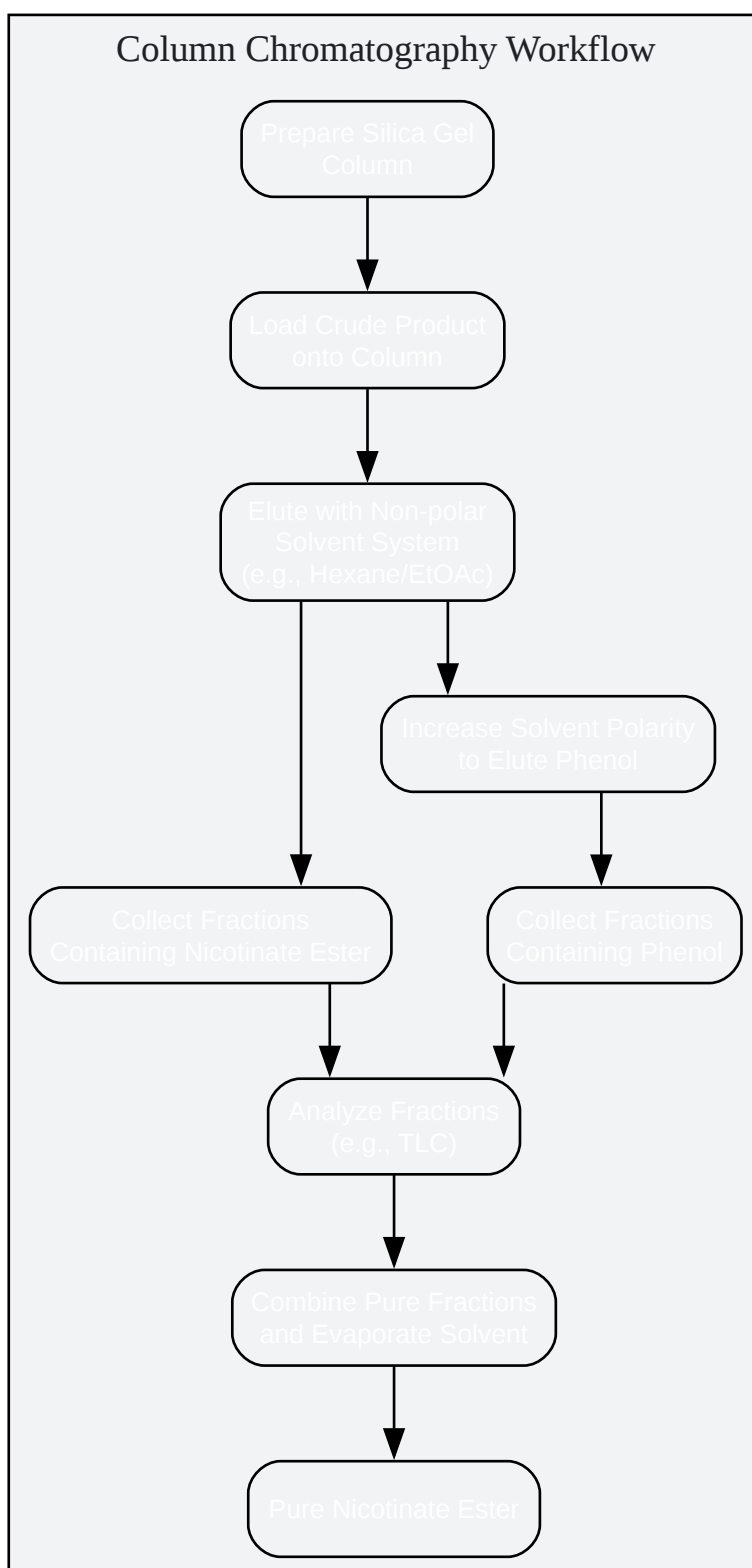 Column Chromatography Workflow
Prepare Silica Gel
Column
Load Crude Product
onto Column
Elute with Non-polar
Solvent System
(e.g., Hexane/EtOAc)
Increase Solvent Polarity
to Elute Phenol
Collect Fractions
Containing Nicotinate Ester
Collect Fractions
Containing Phenol
Analyze Fractions
(e.g., TLC)
Combine Pure Fractions
and Evaporate Solvent
Pure Nicotinate Ester